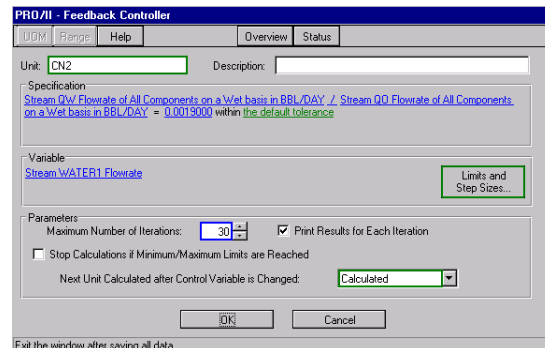 PRO/II - Feedback Controller
UOM Range Help Overview Status
Unit: CN2 Description:
Specification
Stream QW Flowrate of All Components on a Wet basis in BBL/DAY / Stream QO Flowrate of All Components
on a Wet basis in BBL/DAY = 0.0019000 within the default tolerance
Variable
Stream WATER1 Flowrate
Limits and
Step Sizes...
Parameters
Maximum Number of Iterations: 30 Print Results for Each Iteration
Stop Calculations if Minimum/Maximum Limits are Reached
Next Unit Calculated after Control Variable is Changed: Calculated
OK Cancel
Exit the window after saving all data